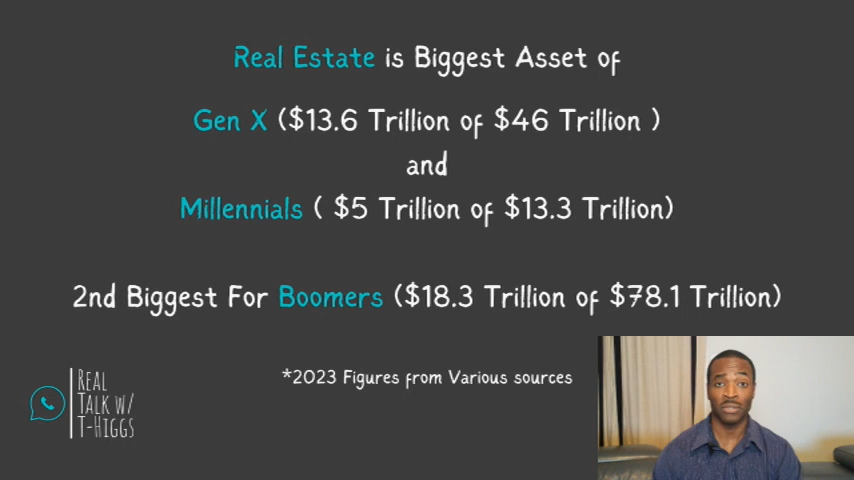 Real Estate is Biggest Asset of
Gen X ($13.6 Trillion of $46 Trillion )
and
Millennials ( $5 Trillion of $13.3 Trillion)
2nd Biggest For Boomers ($18.3 Trillion of $78.1 Trillion)
*2023 Figures from Various sources
REAL
TALK W/
T-HIGGS